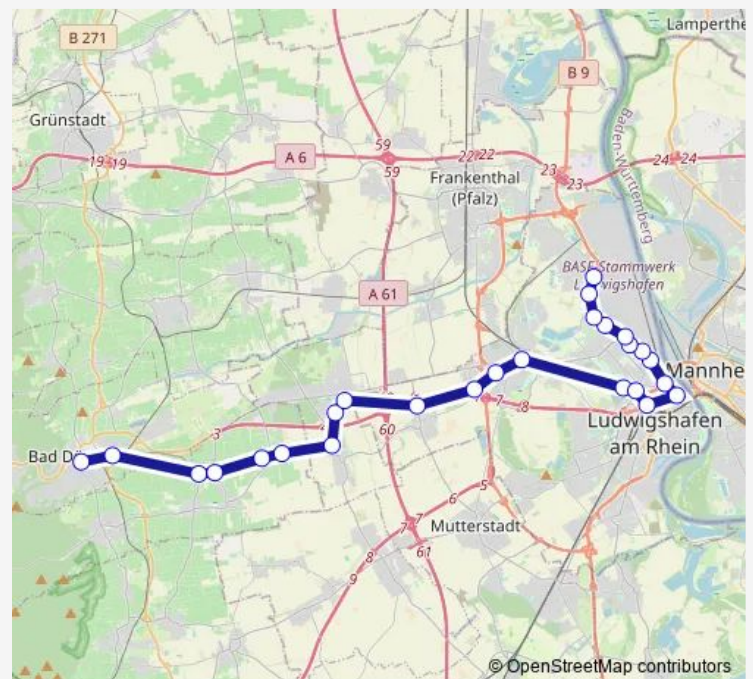 Lamperthe
B 271
B 9
Grünstadt
Baden-Württemberg
59
19 19
A 6
22 22
24 24
59
23
23
Frankenthal
(Pfalz)
BASF Stammwerk
Ludwigshafen
A 61
Mannhe
7
8
3
60
Ludwigshafen
am Rhein
Bad Dü
5
6
7
7
Mutterstadt
8
61
9
© OpenStreetMap contributors